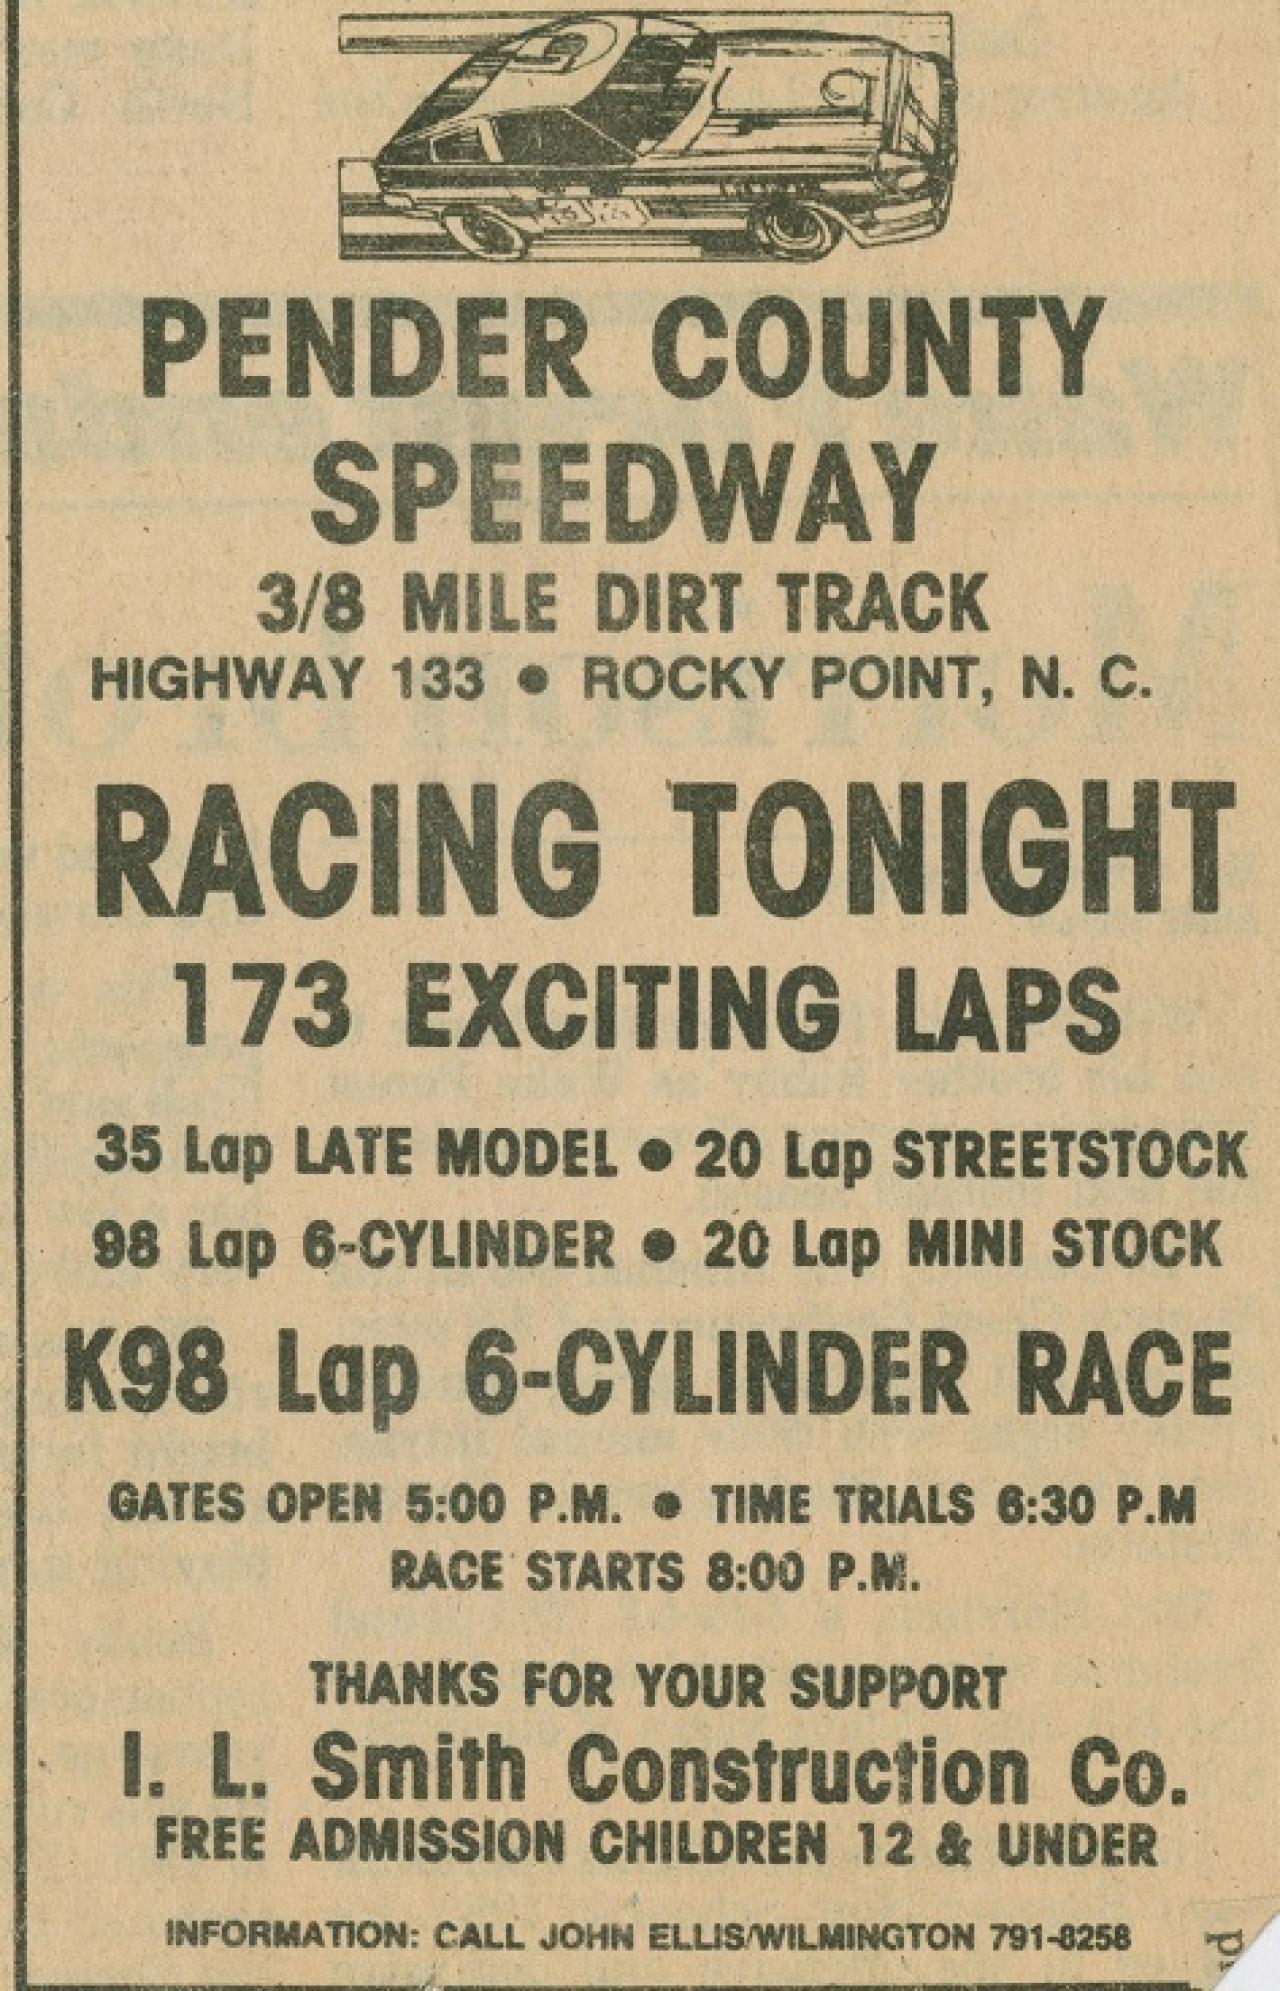 PENDER COUNTY
SPEEDWAY
3/8 MILE DIRT TRACK
HIGHWAY 133 • ROCKY POINT, N. C.
RACING TONIGHT
173 EXCITING LAPS
35 Lap LATE MODEL • 20 Lap STREETSTOCK
98 Lap 6-CYLINDER • 20 Lap MINI STOCK
K98 Lap 6-CYLINDER RACE
GATES OPEN 5:00 P.M. • TIME TRIALS 6:30 P.M
RACE STARTS 8:00 P.M.
THANKS FOR YOUR SUPPORT
I. L. Smith Construction Co.
FREE ADMISSION CHILDREN 12 & UNDER
INFORMATION: CALL JOHN ELLIS/WILMINGTON 791-8258